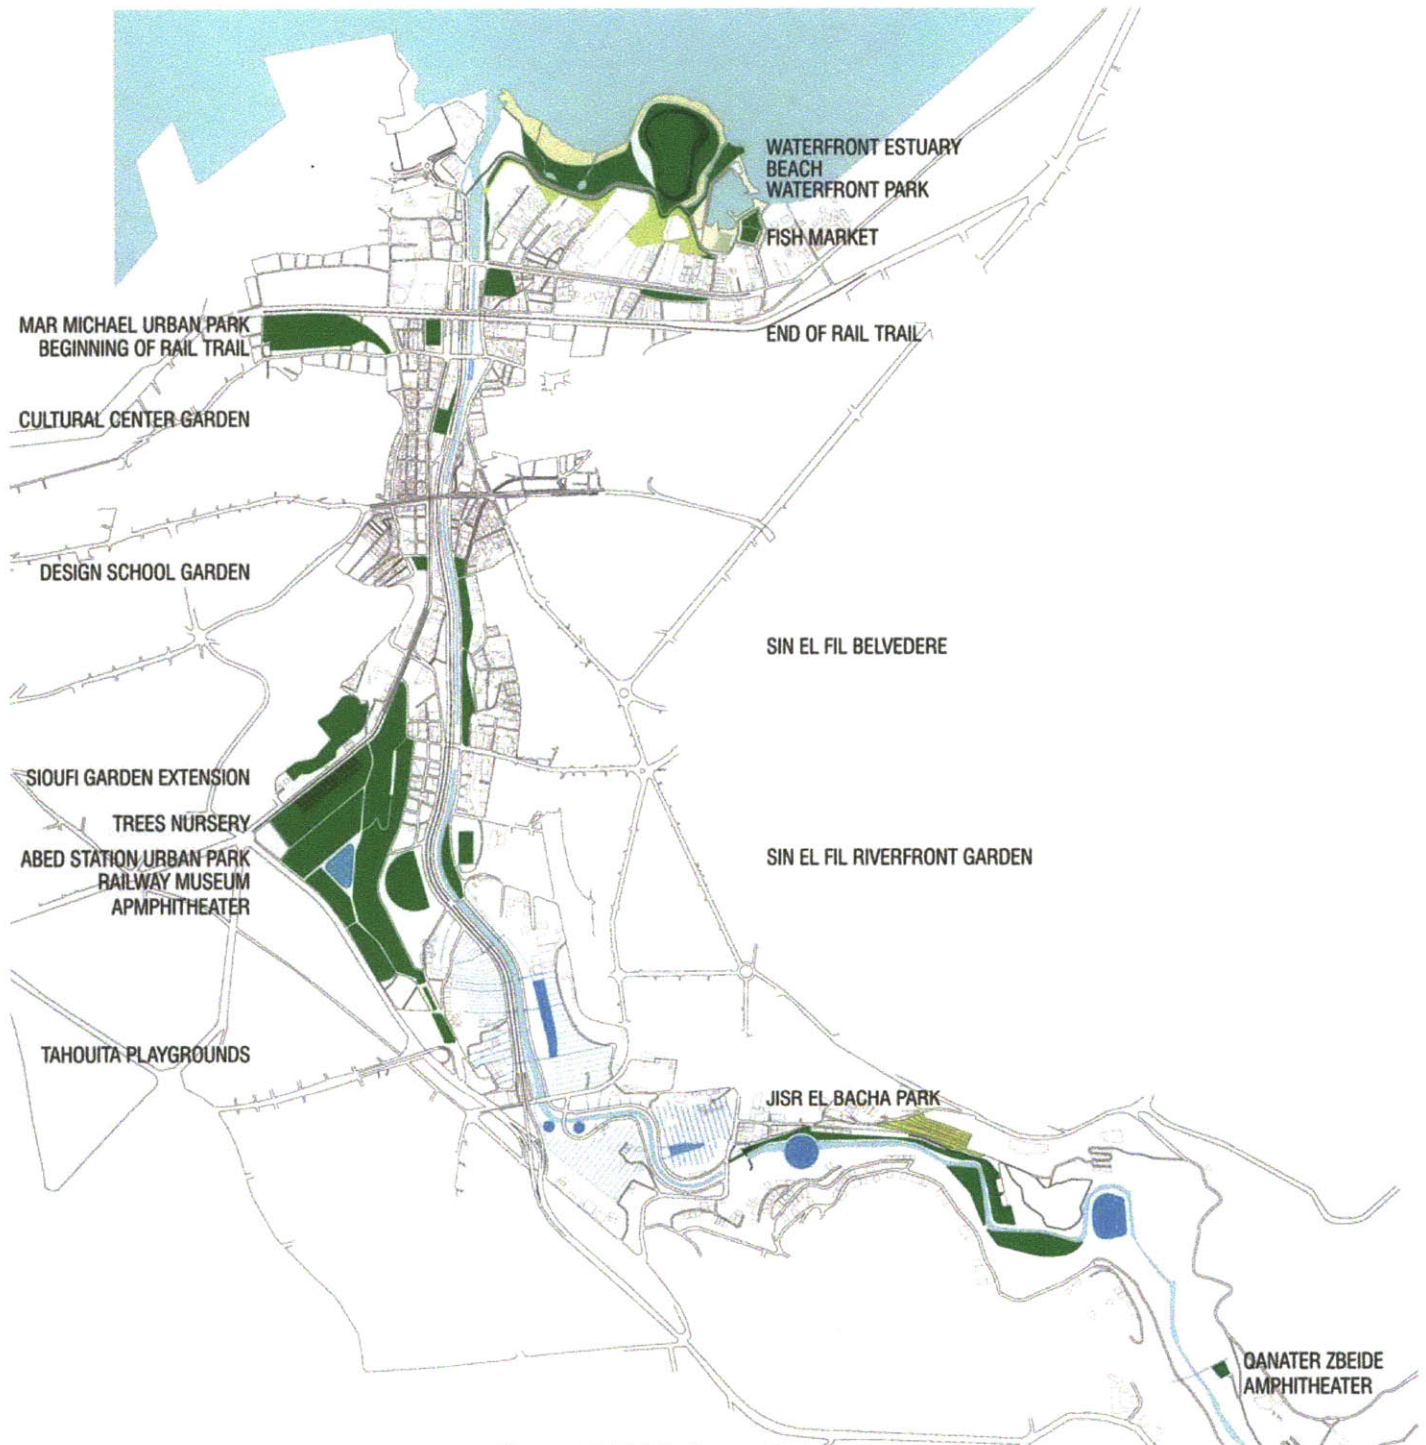 WATERFRONT ESTUARY
BEACH
WATERFRONT PARK
FISH MARKET
MAR MICHAEL URBAN PARK
BEGINNING OF RAIL TRAIL
END OF RAIL TRAIL
CULTURAL CENTER GARDEN
DESIGN SCHOOL GARDEN
SIN EL FIL BELVEDERE
SIOUFI GARDEN EXTENSION
TREES NURSERY
ABED STATION URBAN PARK
RAILWAY MUSEUM
APMPHITHEATER
SIN EL FIL RIVERFRONT GARDEN
TAHOUITA PLAYGROUNDS
JISR EL BACHA PARK
QANATER ZBEIDE
AMPHITHEATER